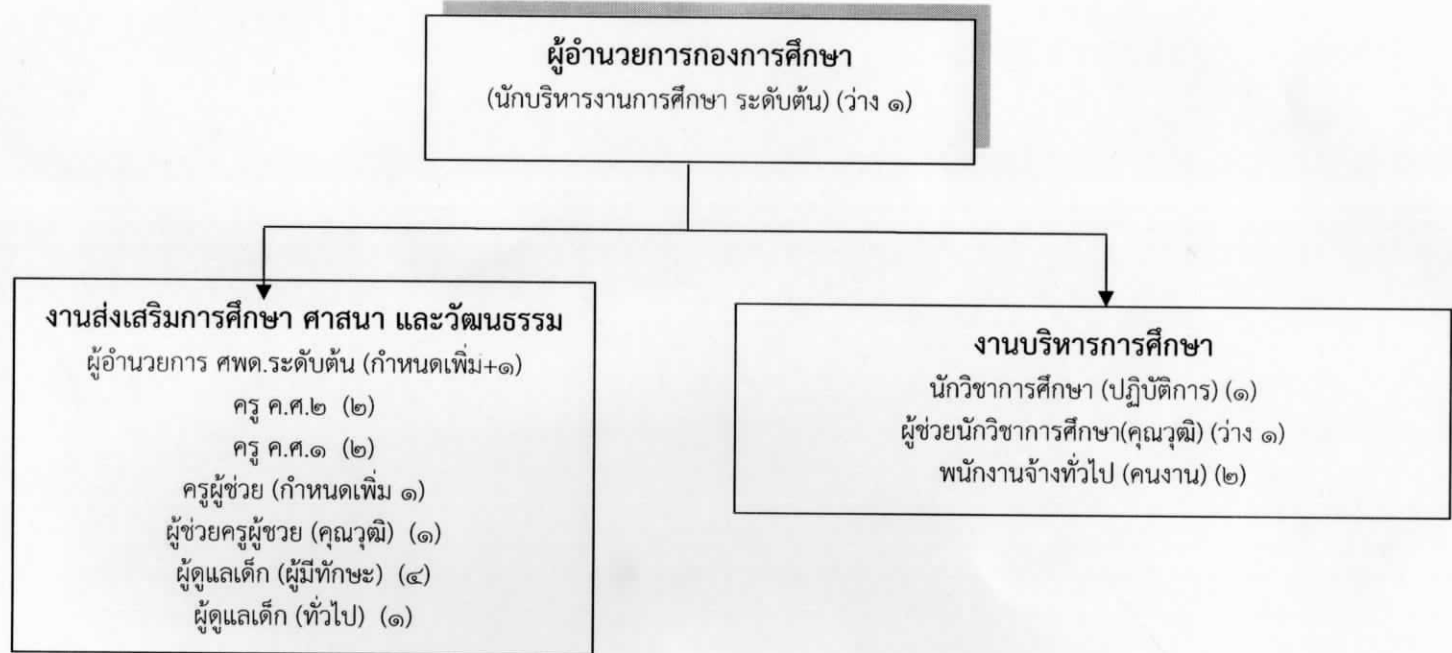 ผู้อำนวยการกองการศึกษา
(นักบริหารงานการศึกษา ระดับต้น) (ว่าง ๑)
งานส่งเสริมการศึกษา ศาสนา และวัฒนธรรม
ผู้อำนวยการ ศพด.ระดับต้น (กำหนดเพิ่ม+๑)
ครู ค.ศ.๒ (๒)
ครู ค.ศ.๑ (๒)
ครูผู้ช่วย (กำหนดเพิ่ม ๑)
ผู้ช่วยครูผู้ชวย (คุณวุฒิ) (๑)
ผู้ดูแลเด็ก (ผู้มีทักษะ) (๔)
ผู้ดูแลเด็ก (ทั่วไป) (๑)
งานบริหารการศึกษา
นักวิชาการศึกษา (ปฏิบัติการ) (๑)
ผู้ช่วยนักวิชาการศึกษา(คุณวุฒิ) (ว่าง ๑)
พนักงานจ้างทั่วไป (คนงาน) (๒)